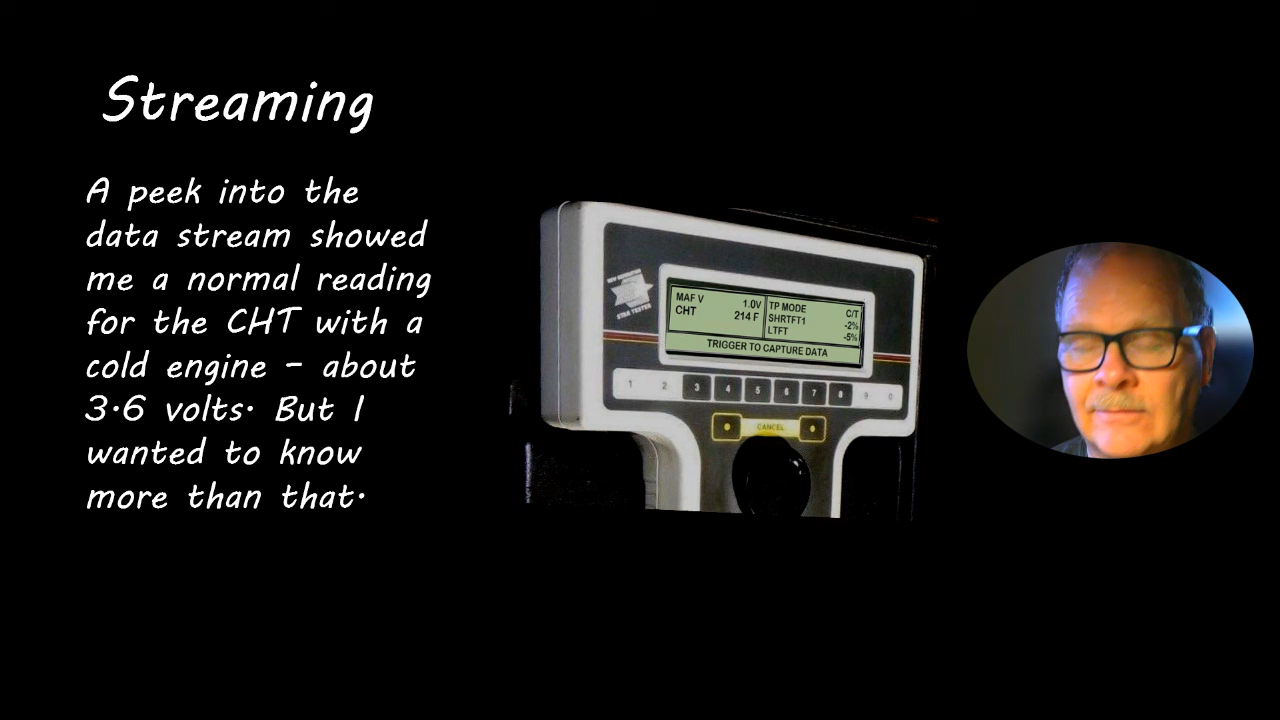 Streaming
A peek into the
data stream showed
me a normal reading
for the CHT with a
cold engine – about
3.6 volts. But I
wanted to know
more than that.
MAF V 1.0V
CHT 214 F
TP MODE C/T
SHRTFT1 -2%
LTFT -5%
TRIGGER TO CAPTURE DATA
STAR TESTER
1 2 3 4 5 6 7 8 9 0
CANCEL